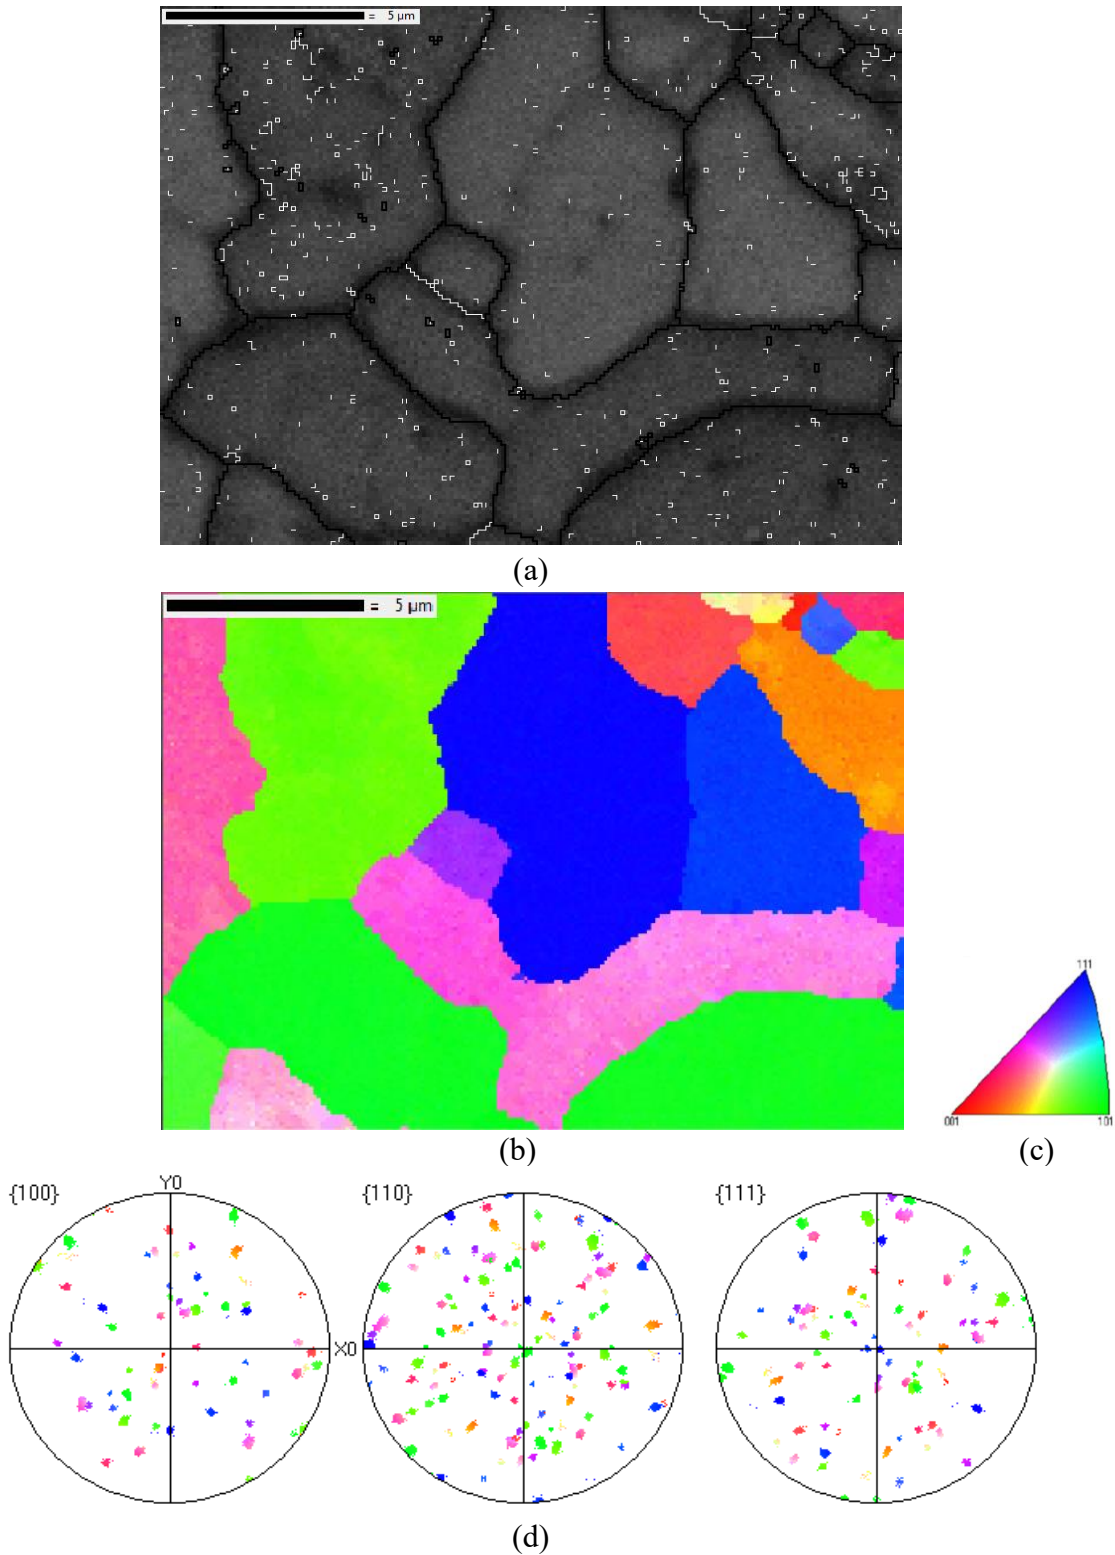 = 5 µm
(a)
= 5 µm
(b)
111
001
101
(c)
{100}
Y0
X0
{110}
{111}
(d)